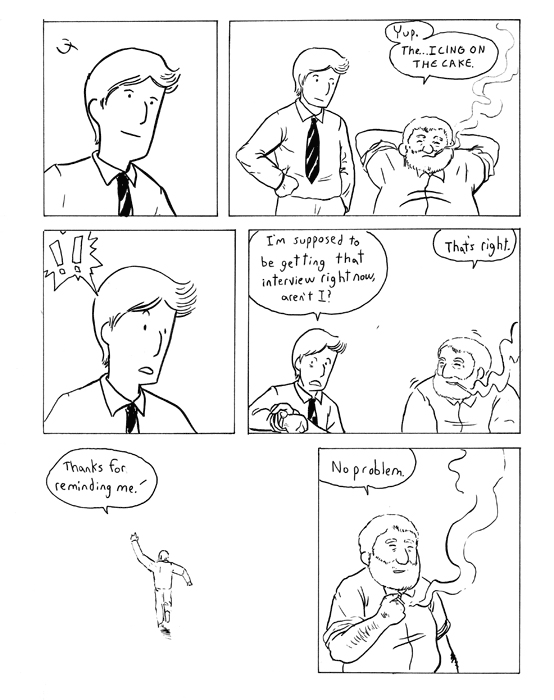 Yup.
The...ICING ON
THE CAKE.
!!
I'm supposed to
be getting that
interview right now,
aren't I?
That's right.
Thanks for
reminding me!
No problem.